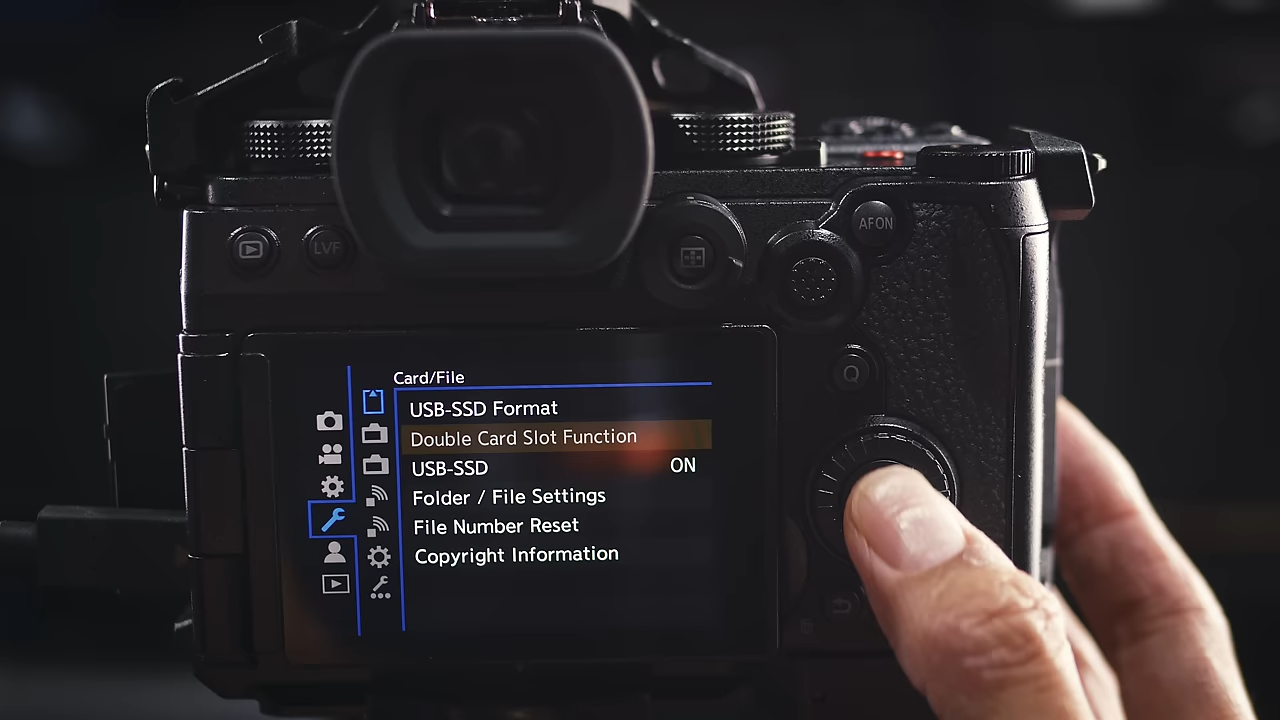 LVF
AFON
Q
Card/File
USB-SSD Format
Double Card Slot Function
USB-SSD ON
Folder / File Settings
File Number Reset
Copyright Information